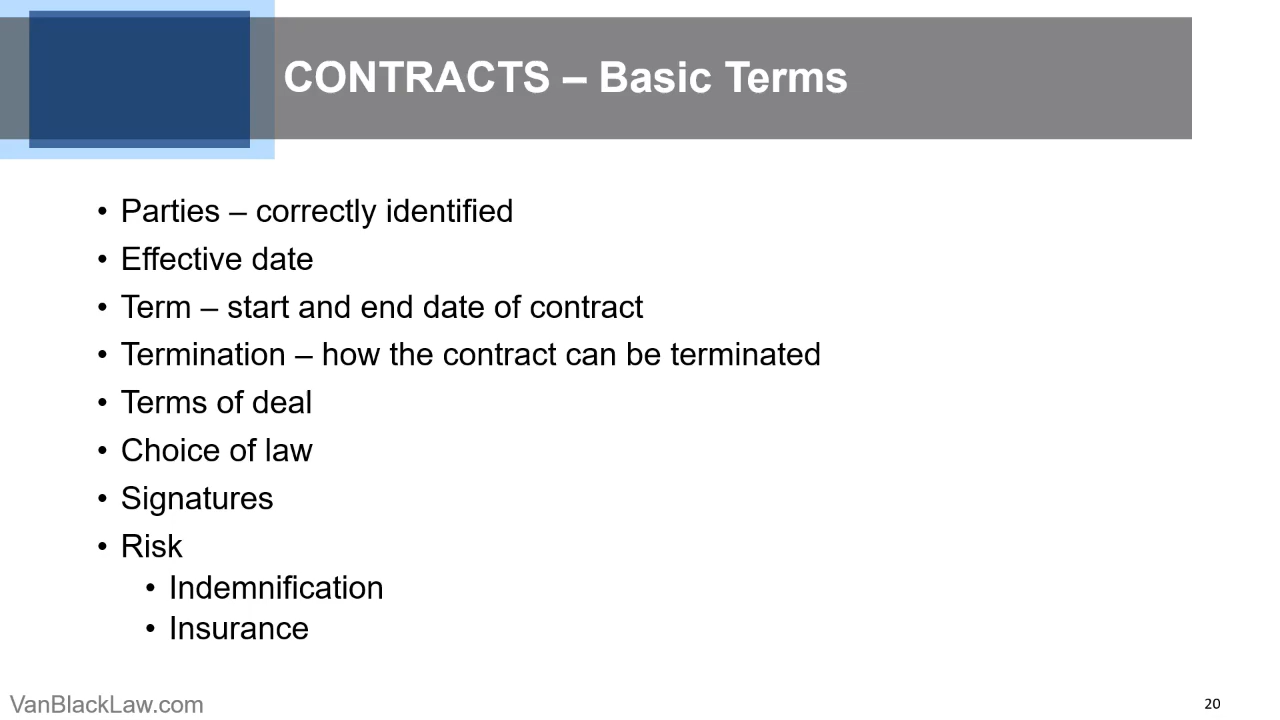 CONTRACTS – Basic Terms
• Parties – correctly identified
• Effective date
• Term – start and end date of contract
• Termination – how the contract can be terminated
• Terms of deal
• Choice of law
• Signatures
• Risk
• Indemnification
• Insurance
VanBlackLaw.com
20